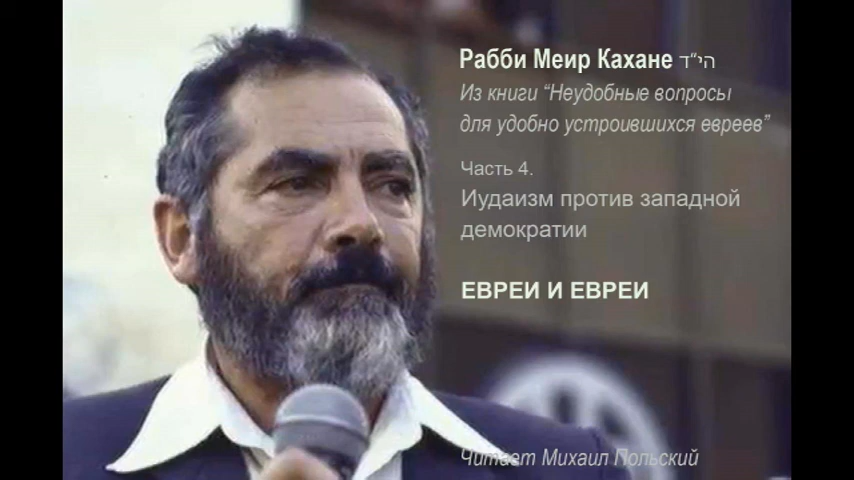 Рабби Меир Кахане הי"ד
Из книги “Неудобные вопросы
для удобно устроившихся евреев”
Часть 4.
Иудаизм против западной
демократии
ЕВРЕИ И ЕВРЕИ
Читает Михаил Польский